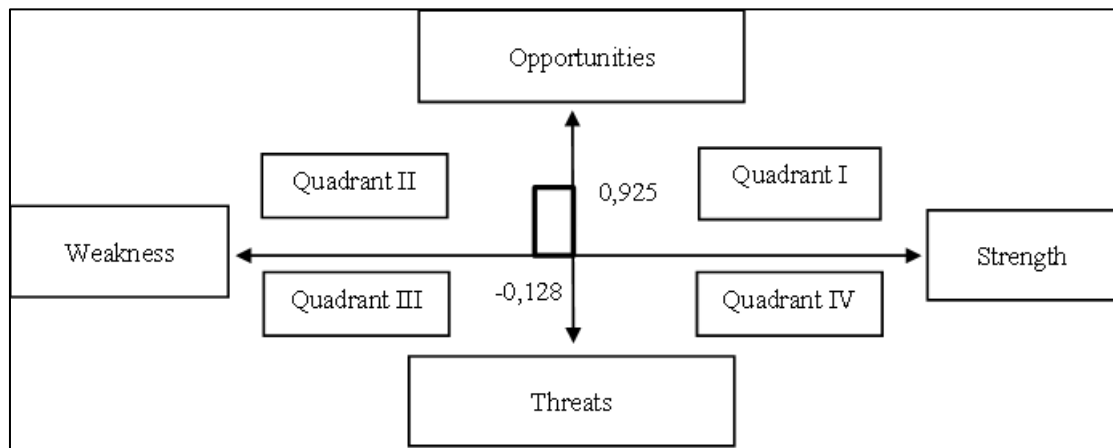 Opportunities
Quadrant II
Quadrant I
0,925
Weakness
Strength
Quadrant III
-0,128
Quadrant IV
Threats